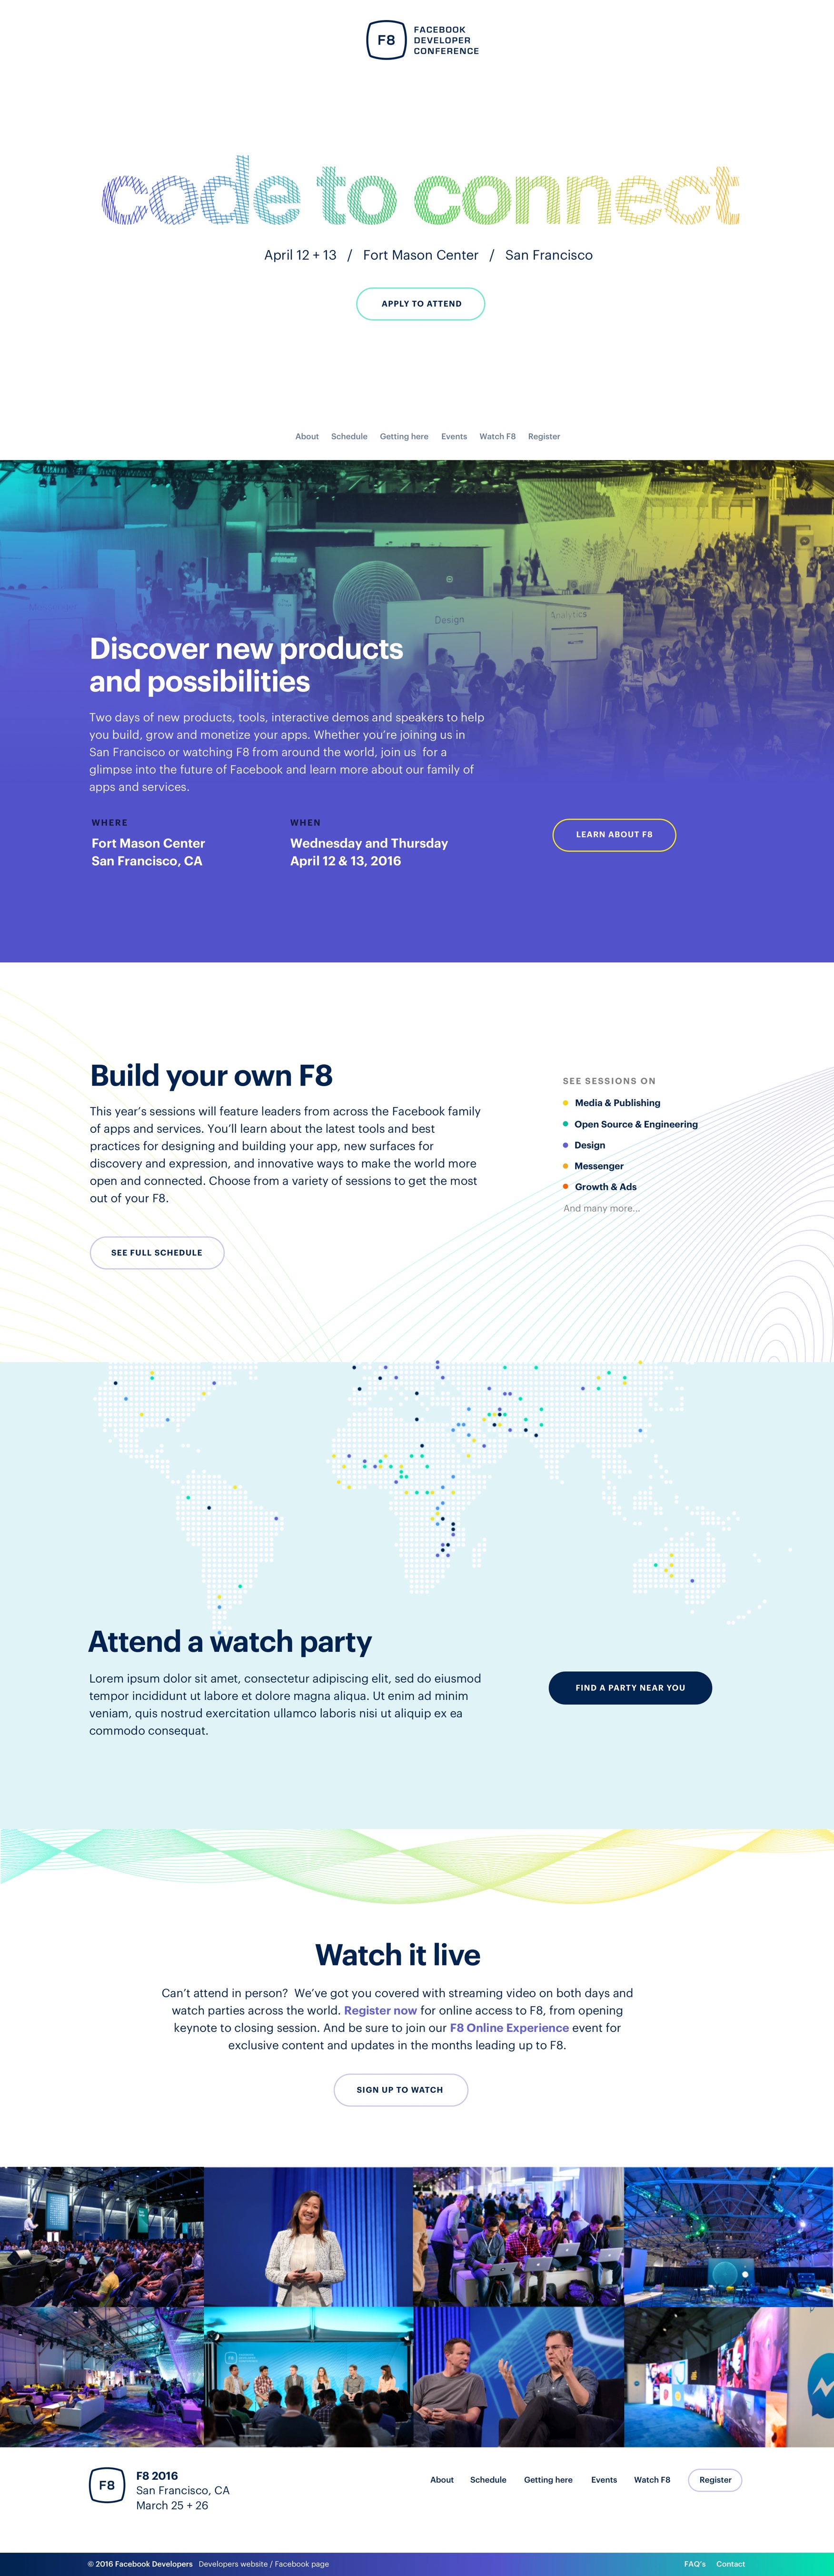 F8
FACEBOOK
DEVELOPER
CONFERENCE
code to connect
April 12 + 13 / Fort Mason Center / San Francisco
APPLY TO ATTEND
About Schedule Getting here Events Watch F8 Register
Design
Analytics
Discover new products
and possibilities
Two days of new products, tools, interactive demos and speakers to help
you build, grow and monetize your apps. Whether you’re joining us in
San Francisco or watching F8 from around the world, join us for a
glimpse into the future of Facebook and learn more about our family of
apps and services.
WHERE
Fort Mason Center
San Francisco, CA
WHEN
Wednesday and Thursday
April 12 & 13, 2016
LEARN ABOUT F8
Build your own F8
This year’s sessions will feature leaders from across the Facebook family
of apps and services. You’ll learn about the latest tools and best
practices for designing and building your app, new surfaces for
discovery and expression, and innovative ways to make the world more
open and connected. Choose from a variety of sessions to get the most
out of your F8.
SEE FULL SCHEDULE
SEE SESSIONS ON
Media & Publishing
Open Source & Engineering
Design
Messenger
Growth & Ads
And many more...
Attend a watch party
Lorem ipsum dolor sit amet, consectetur adipiscing elit, sed do eiusmod
tempor incididunt ut labore et dolore magna aliqua. Ut enim ad minim
veniam, quis nostrud exercitation ullamco laboris nisi ut aliquip ex ea
commodo consequat.
FIND A PARTY NEAR YOU
Watch it live
Can’t attend in person? We’ve got you covered with streaming video on both days and
watch parties across the world. Register now for online access to F8, from opening
keynote to closing session. And be sure to join our F8 Online Experience event for
exclusive content and updates in the months leading up to F8.
SIGN UP TO WATCH
F8
F8 2016
San Francisco, CA
March 25 + 26
About Schedule Getting here Events Watch F8 Register
© 2016 Facebook Developers Developers website / Facebook page
FAQ’s Contact